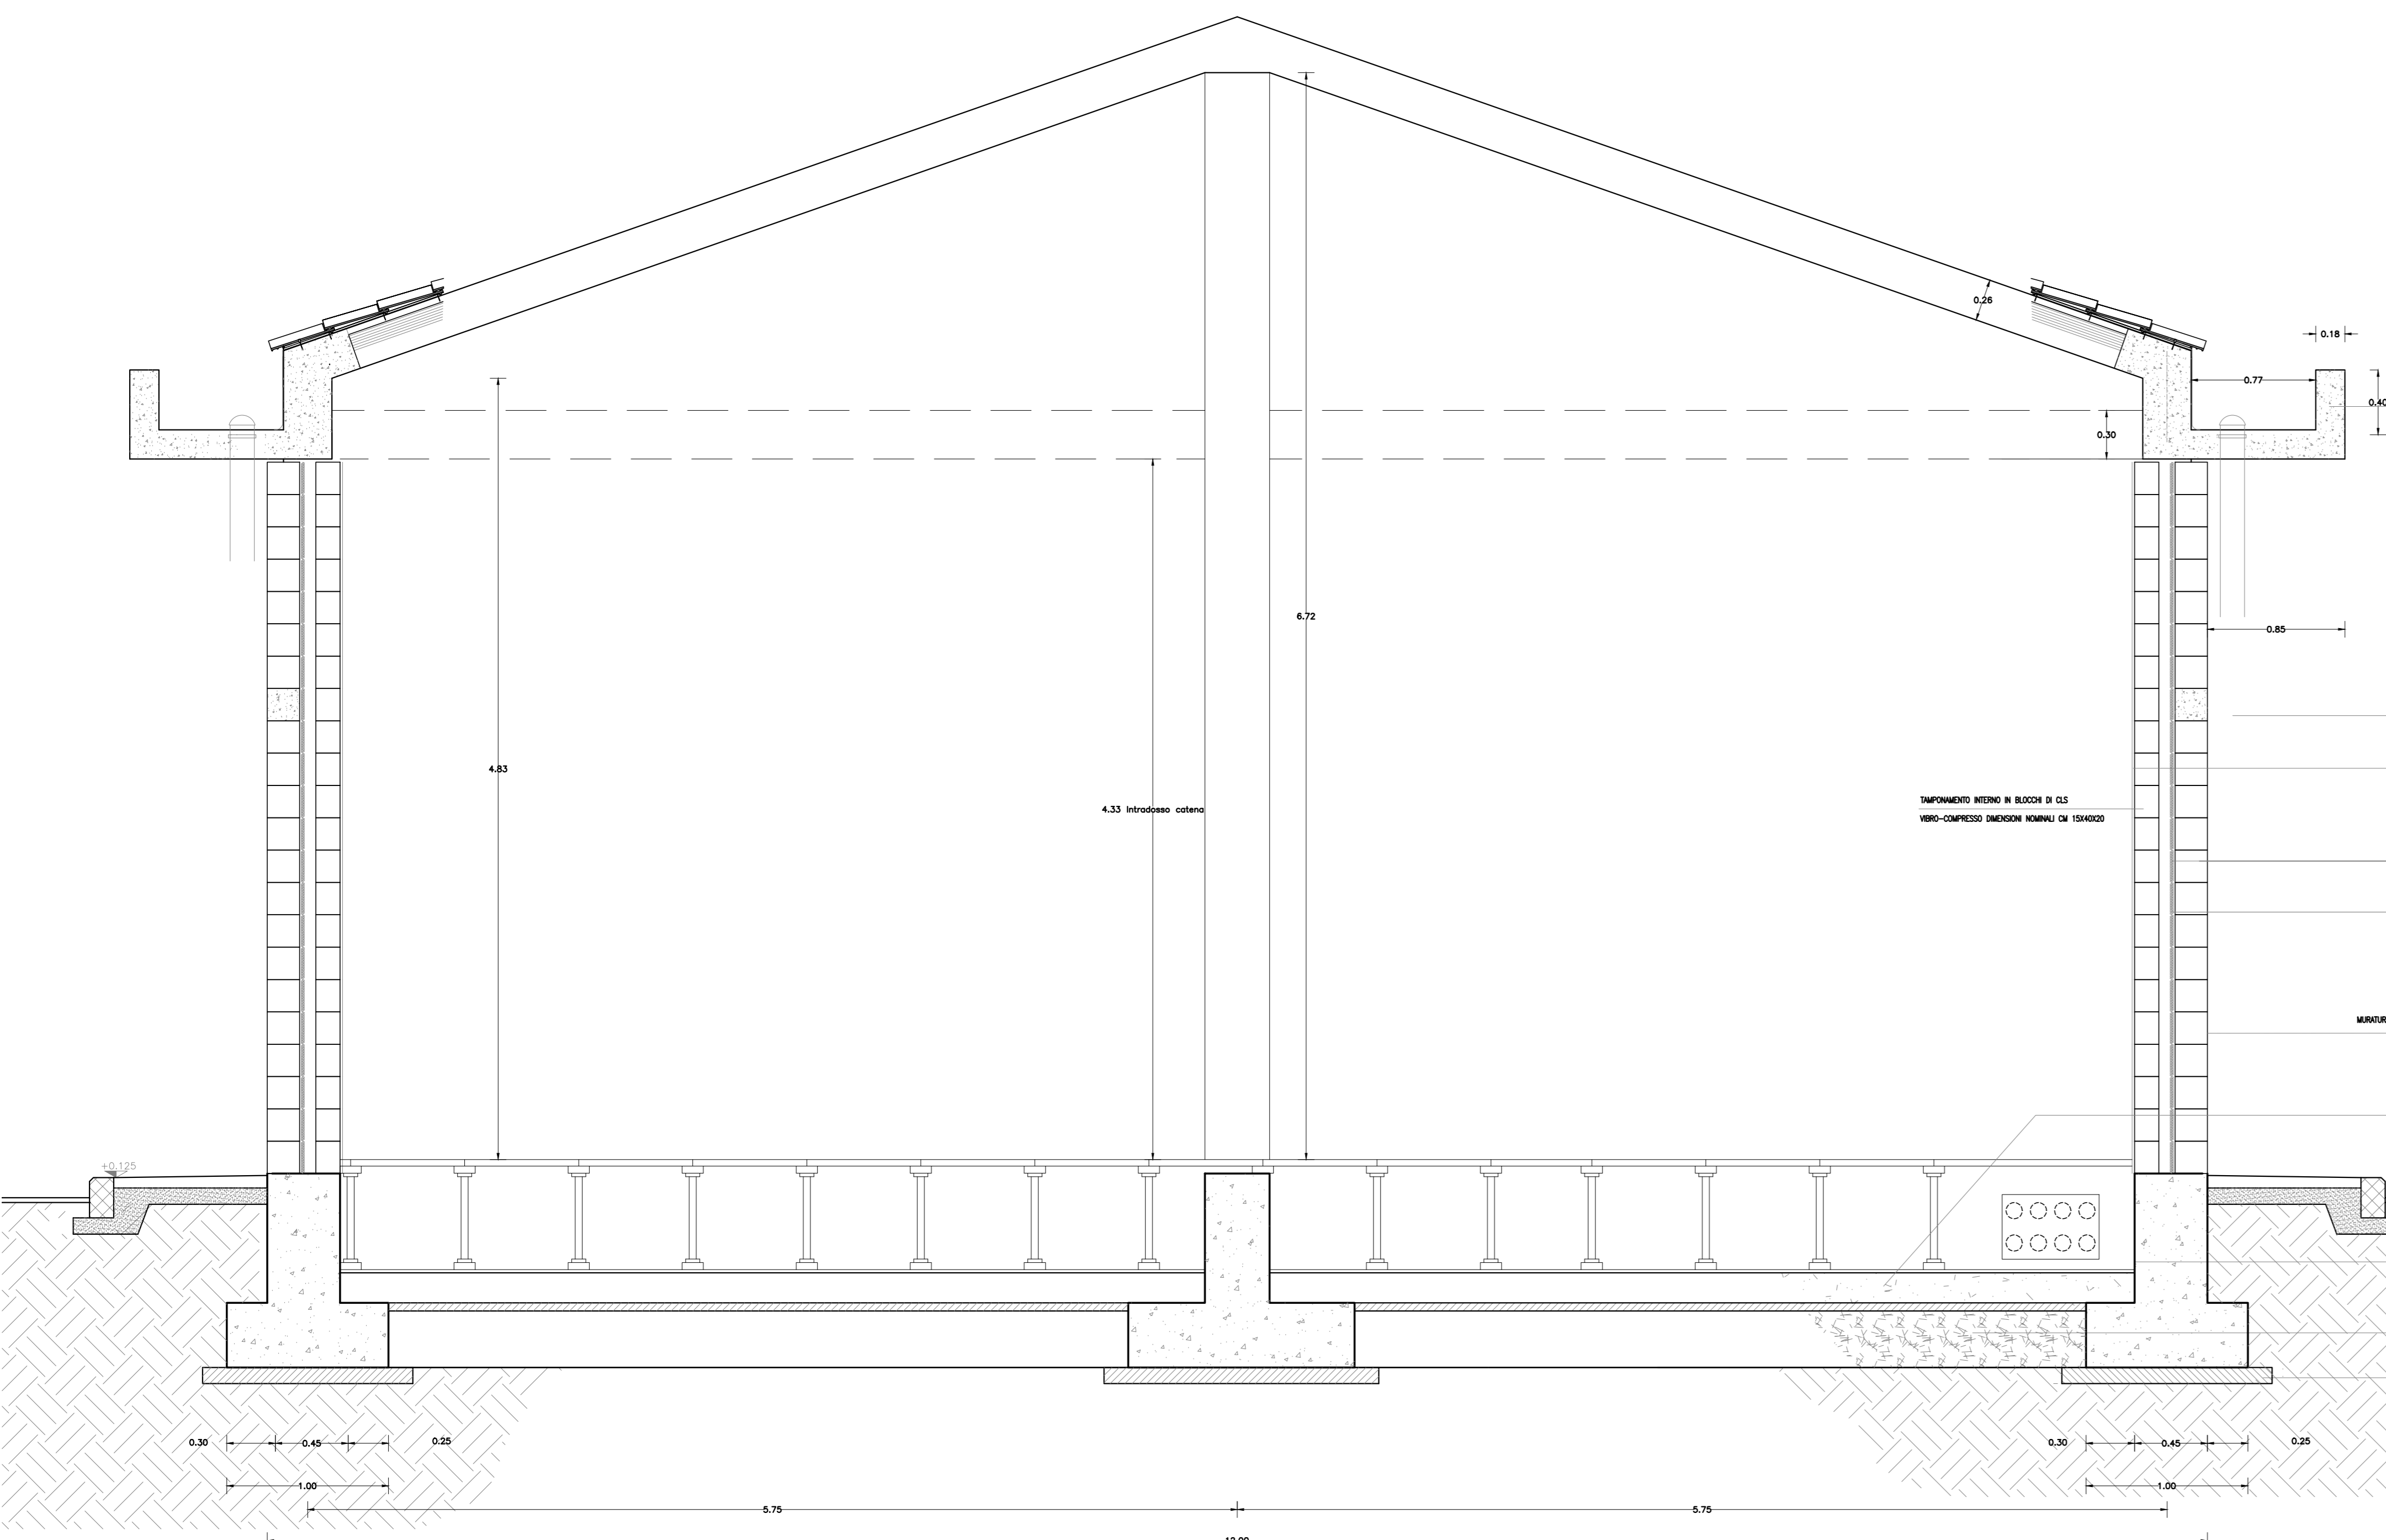 0.26
0.18
0.77
0.40
0.30
6.72
0.85
4.83
TAMPONAMENTO INTERNO IN BLOCCHI DI CLS
4.33 Intradosso catena
VIBRO-COMPRESSO DIMENSIONI NOMINALI CM 15X40X20
MURATUR
+0.125
0.30 0.45 0.25
0.30 0.45 0.25
1.00
1.00
5.75
5.75